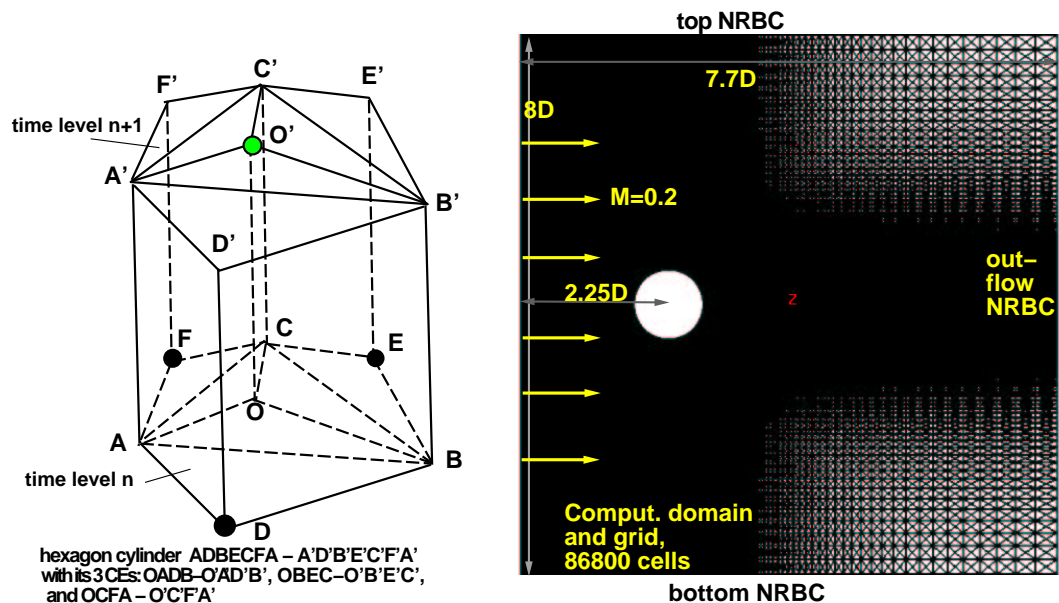 F’
C’
E’
time level n+1
O’
A’
B’
D’
F
C
E
O
A
B
time level n
D
hexagon cylinder ADBECFA – A’D’B’E’C’F’A’
with its 3 CEs: OADB–O’A’D’B’, OBEC–O’B’E’C’,
and OCFA – O’C’F’A’
top NRBC
7.7D
8D
M=0.2
2.25D
z
out–
flow
NRBC
Comput. domain
and grid,
86800 cells
bottom NRBC